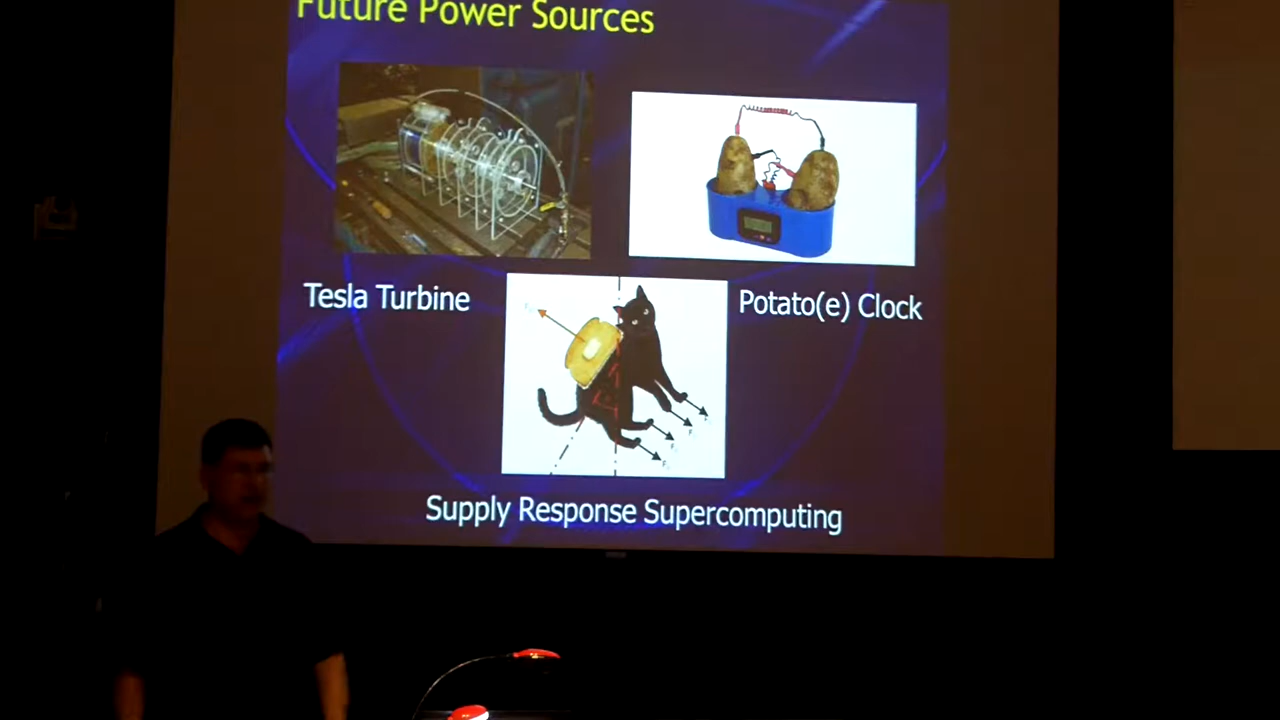 Future Power Sources
Tesla Turbine
Potato(e) Clock
Supply Response Supercomputing